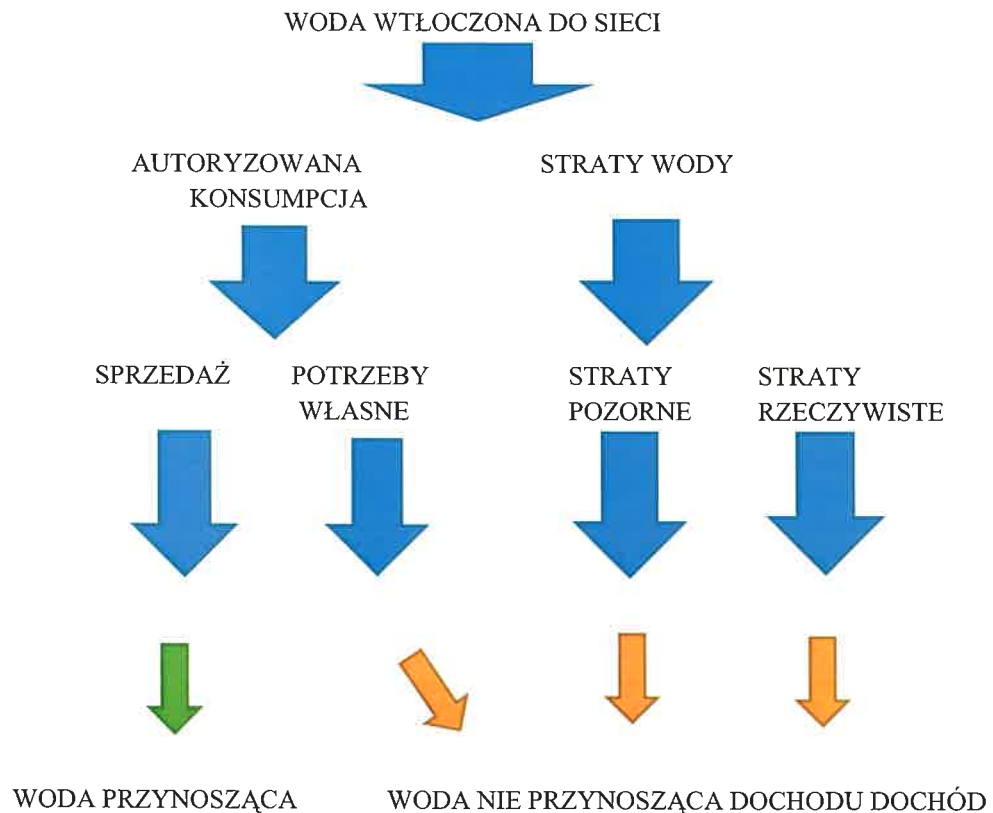 WODA WTŁOCZONA DO SIECI
AUTORYZOWANA
KONSUMPCJA
STRATY WODY
SPRZEDAŻ
POTRZEBY
WŁASNE
STRATY
POZORNE
STRATY
RZECZYWISTE
WODA PRZYNOSZĄCA
WODA NIE PRZYNOSZĄCA DOCHODU DOCHÓD